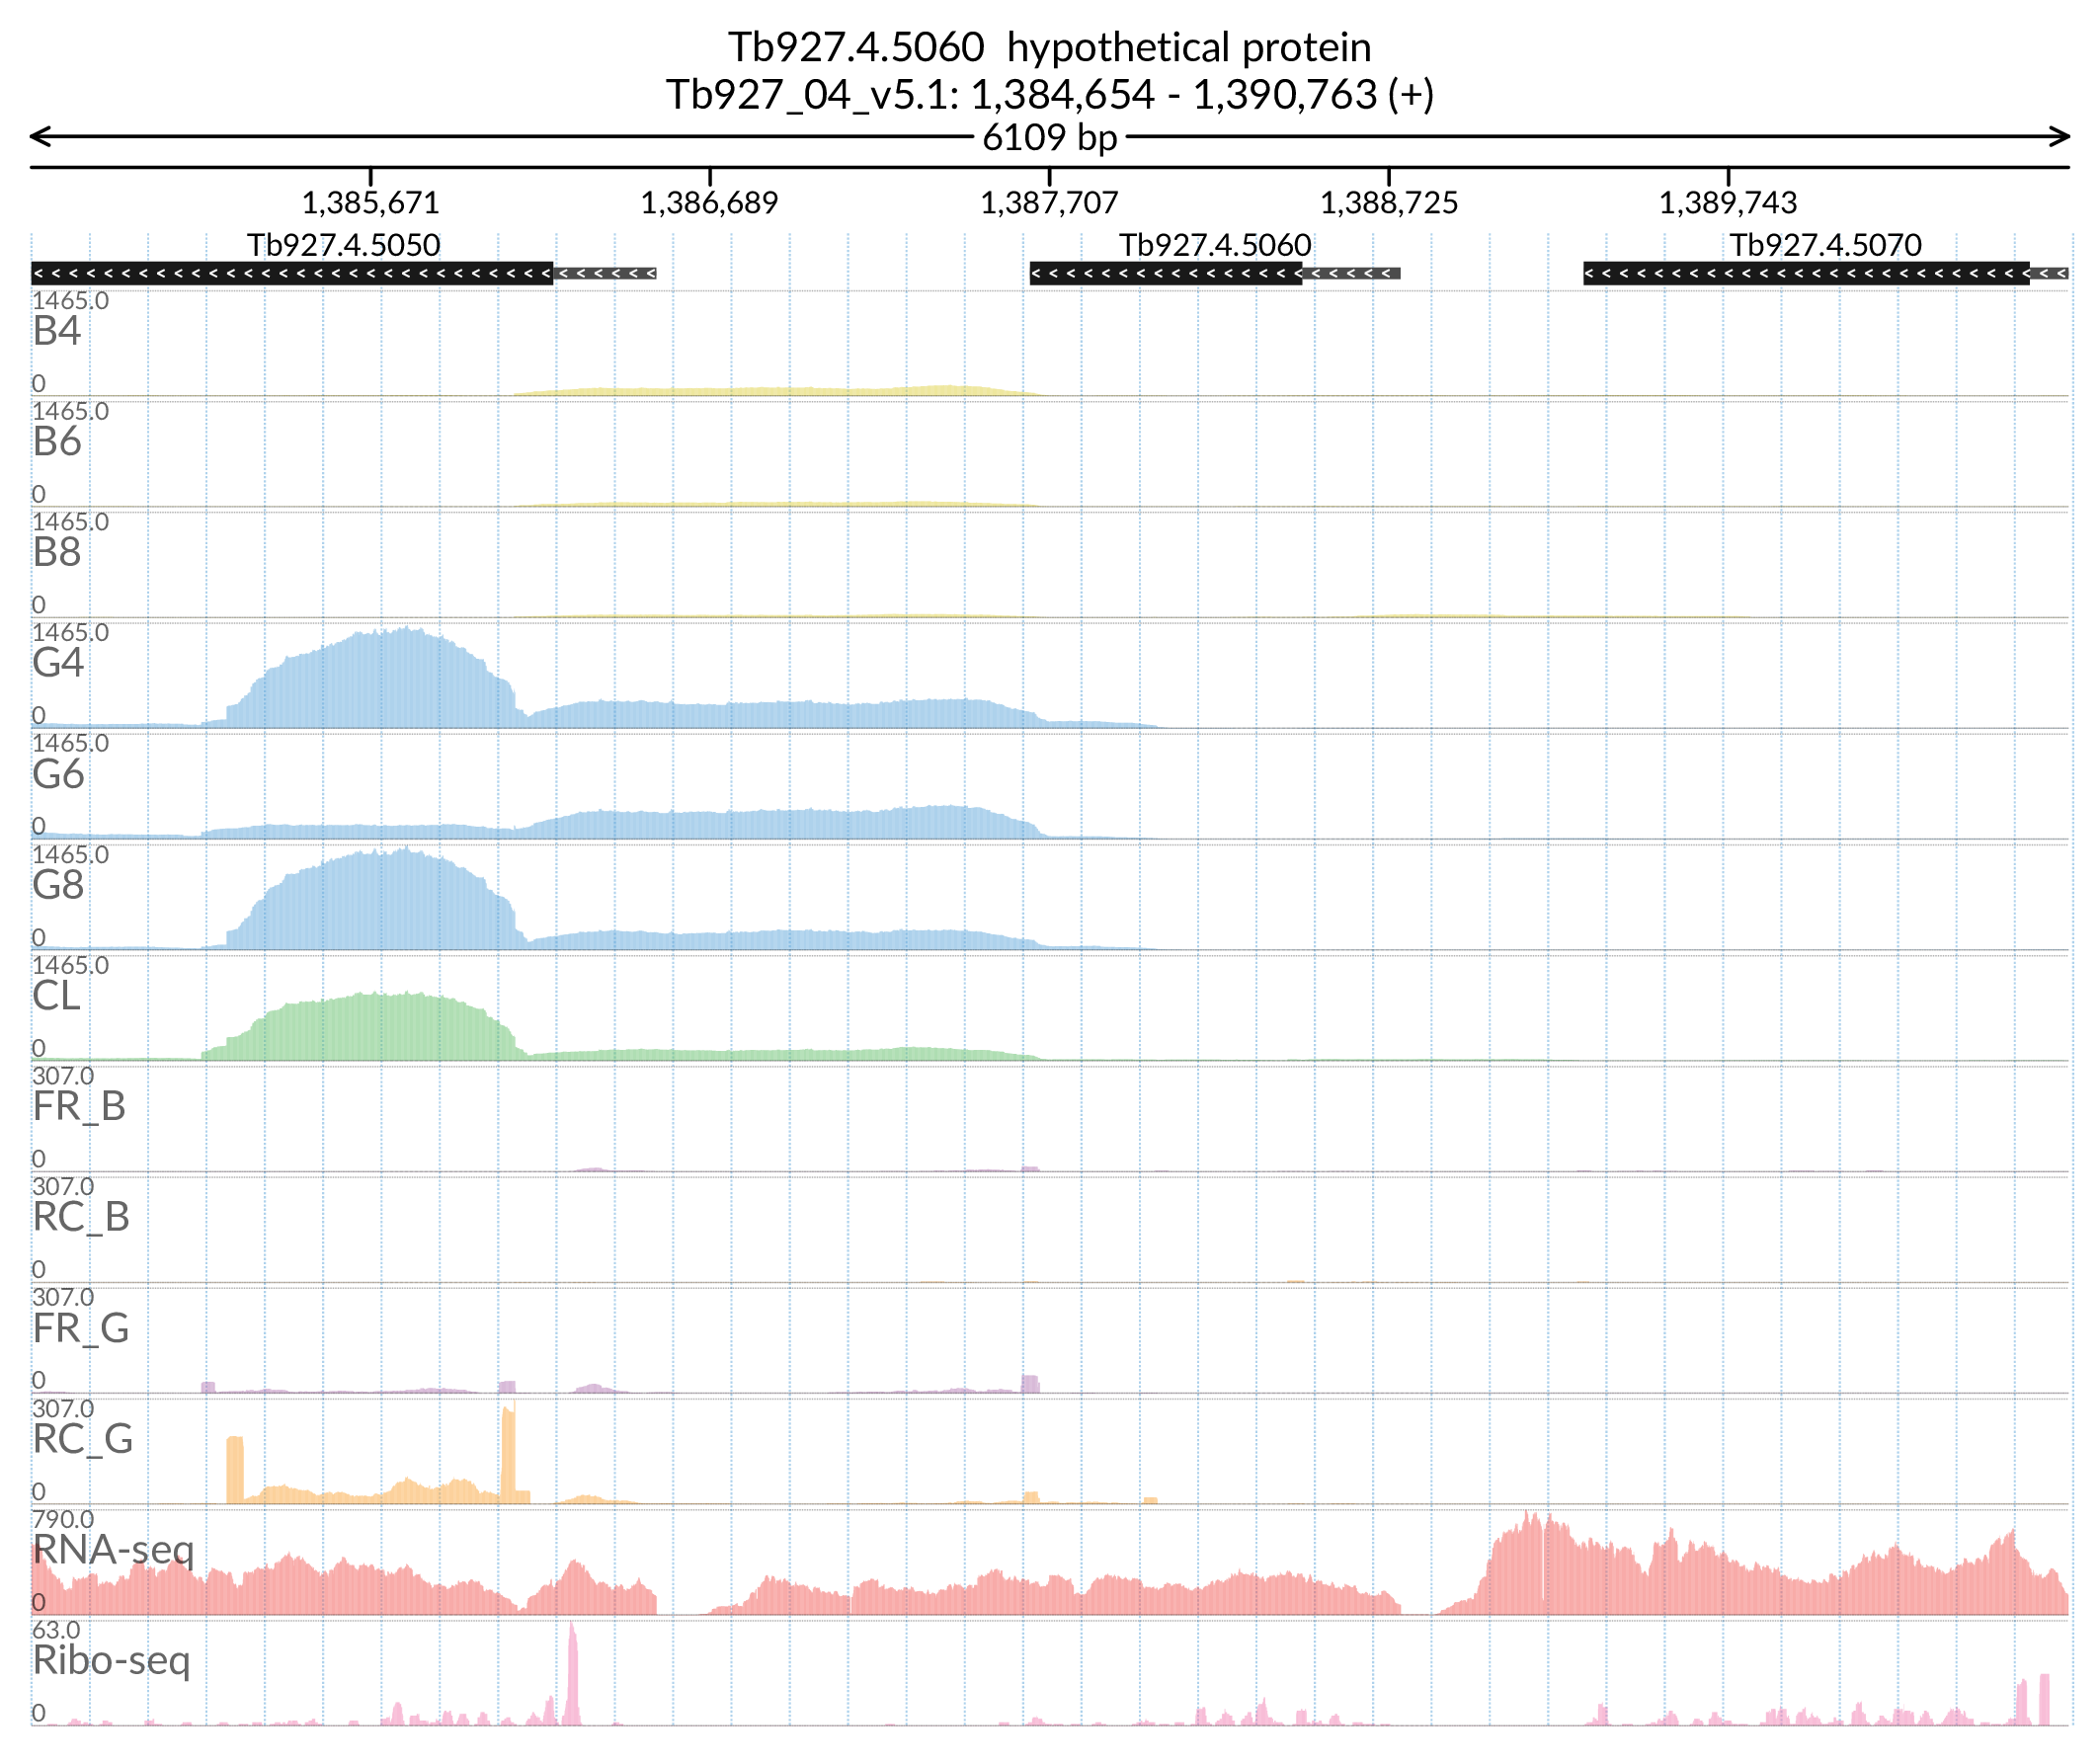 Tb927.4.5060 hypothetical protein
Tb927_04_v5.1: 1,384,654 - 1,390,763 (+)
6109 bp
1,385,671 1,386,689 1,387,707 1,388,725 1,389,743
Tb927.4.5050 Tb927.4.5060 Tb927.4.5070
1465.0
B4
0
1465.0
B6
0
1465.0
B8
0
1465.0
G4
0
1465.0
G6
0
1465.0
G8
0
1465.0
CL
0
307.0
FR_B
0
307.0
RC_B
0
307.0
FR_G
0
307.0
RC_G
0
790.0
RNA-seq
0
63.0
Ribo-seq
0